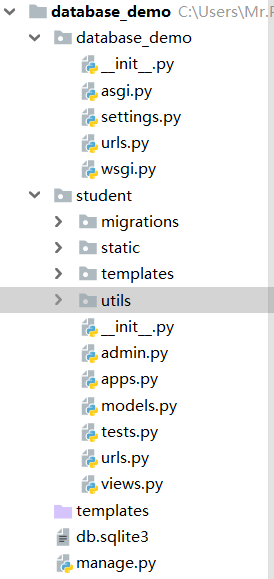 database_demo C:\Users\Mr.
database_demo
__init__.py
asgi.py
settings.py
urls.py
wsgi.py
student
migrations
static
templates
utils
__init__.py
admin.py
apps.py
models.py
tests.py
urls.py
views.py
templates
db.sqlite3
manage.py